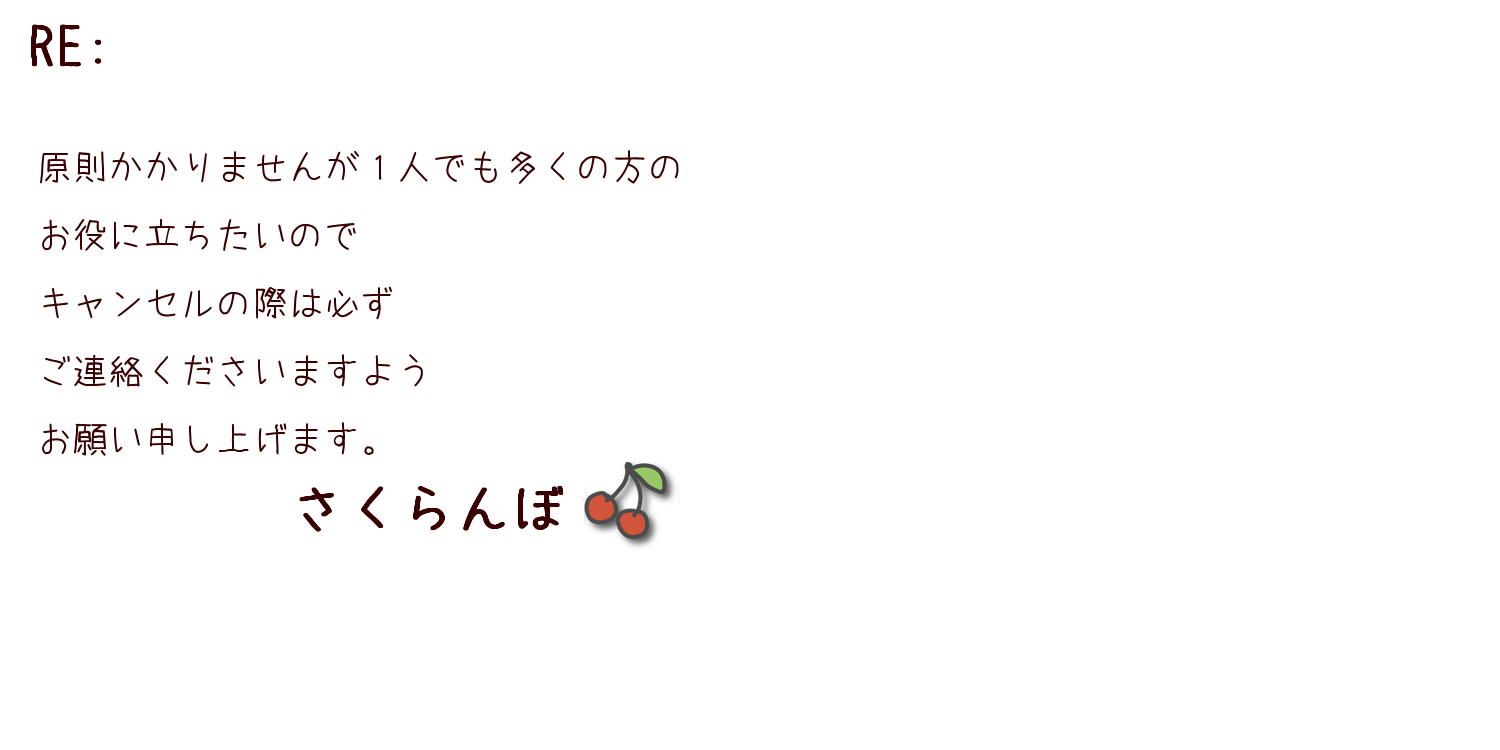 RE:
原則かかりませんが１人でも多くの方の
お役に立ちたいので
キャンセルの際は必ず
ご連絡くださいますよう
お願い申し上げます。
さくらんぼ